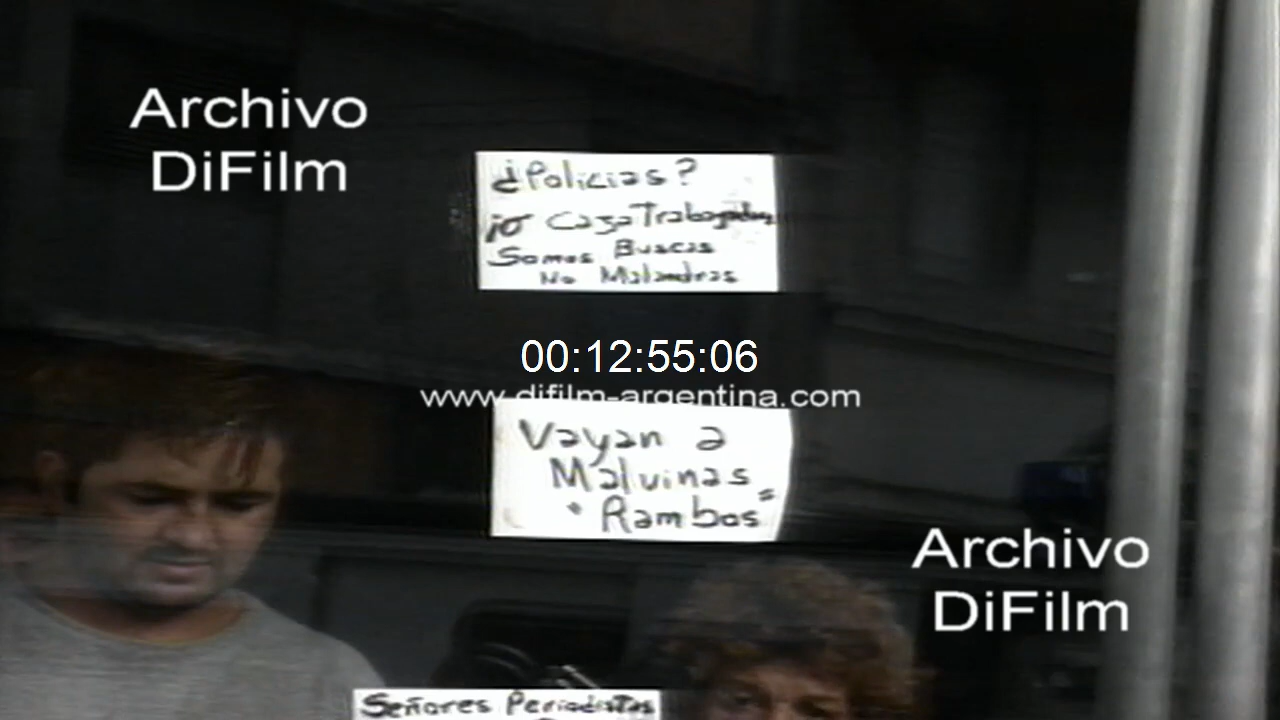 Archivo
DiFilm
¿Policias?
¡o CazaTrabajadores
Somos Buscas
No Malandras
00:12:55:06
www.difilm-argentina.com
Vayan a
Malvinas
"Rambos"
Archivo
DiFilm
Señores Periodistas